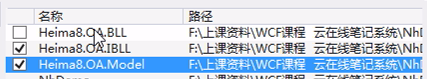 名称 路径
Heima8.OA.BLL F:\上课资料\WCF课程 云在线笔记系统\Nh
Heima8.OA.IBLL F:\上课资料\WCF课程 云在线笔记系统\Nh
Heima8.OA.Model F:\上课资料\WCF课程 云在线笔记系统\Nh